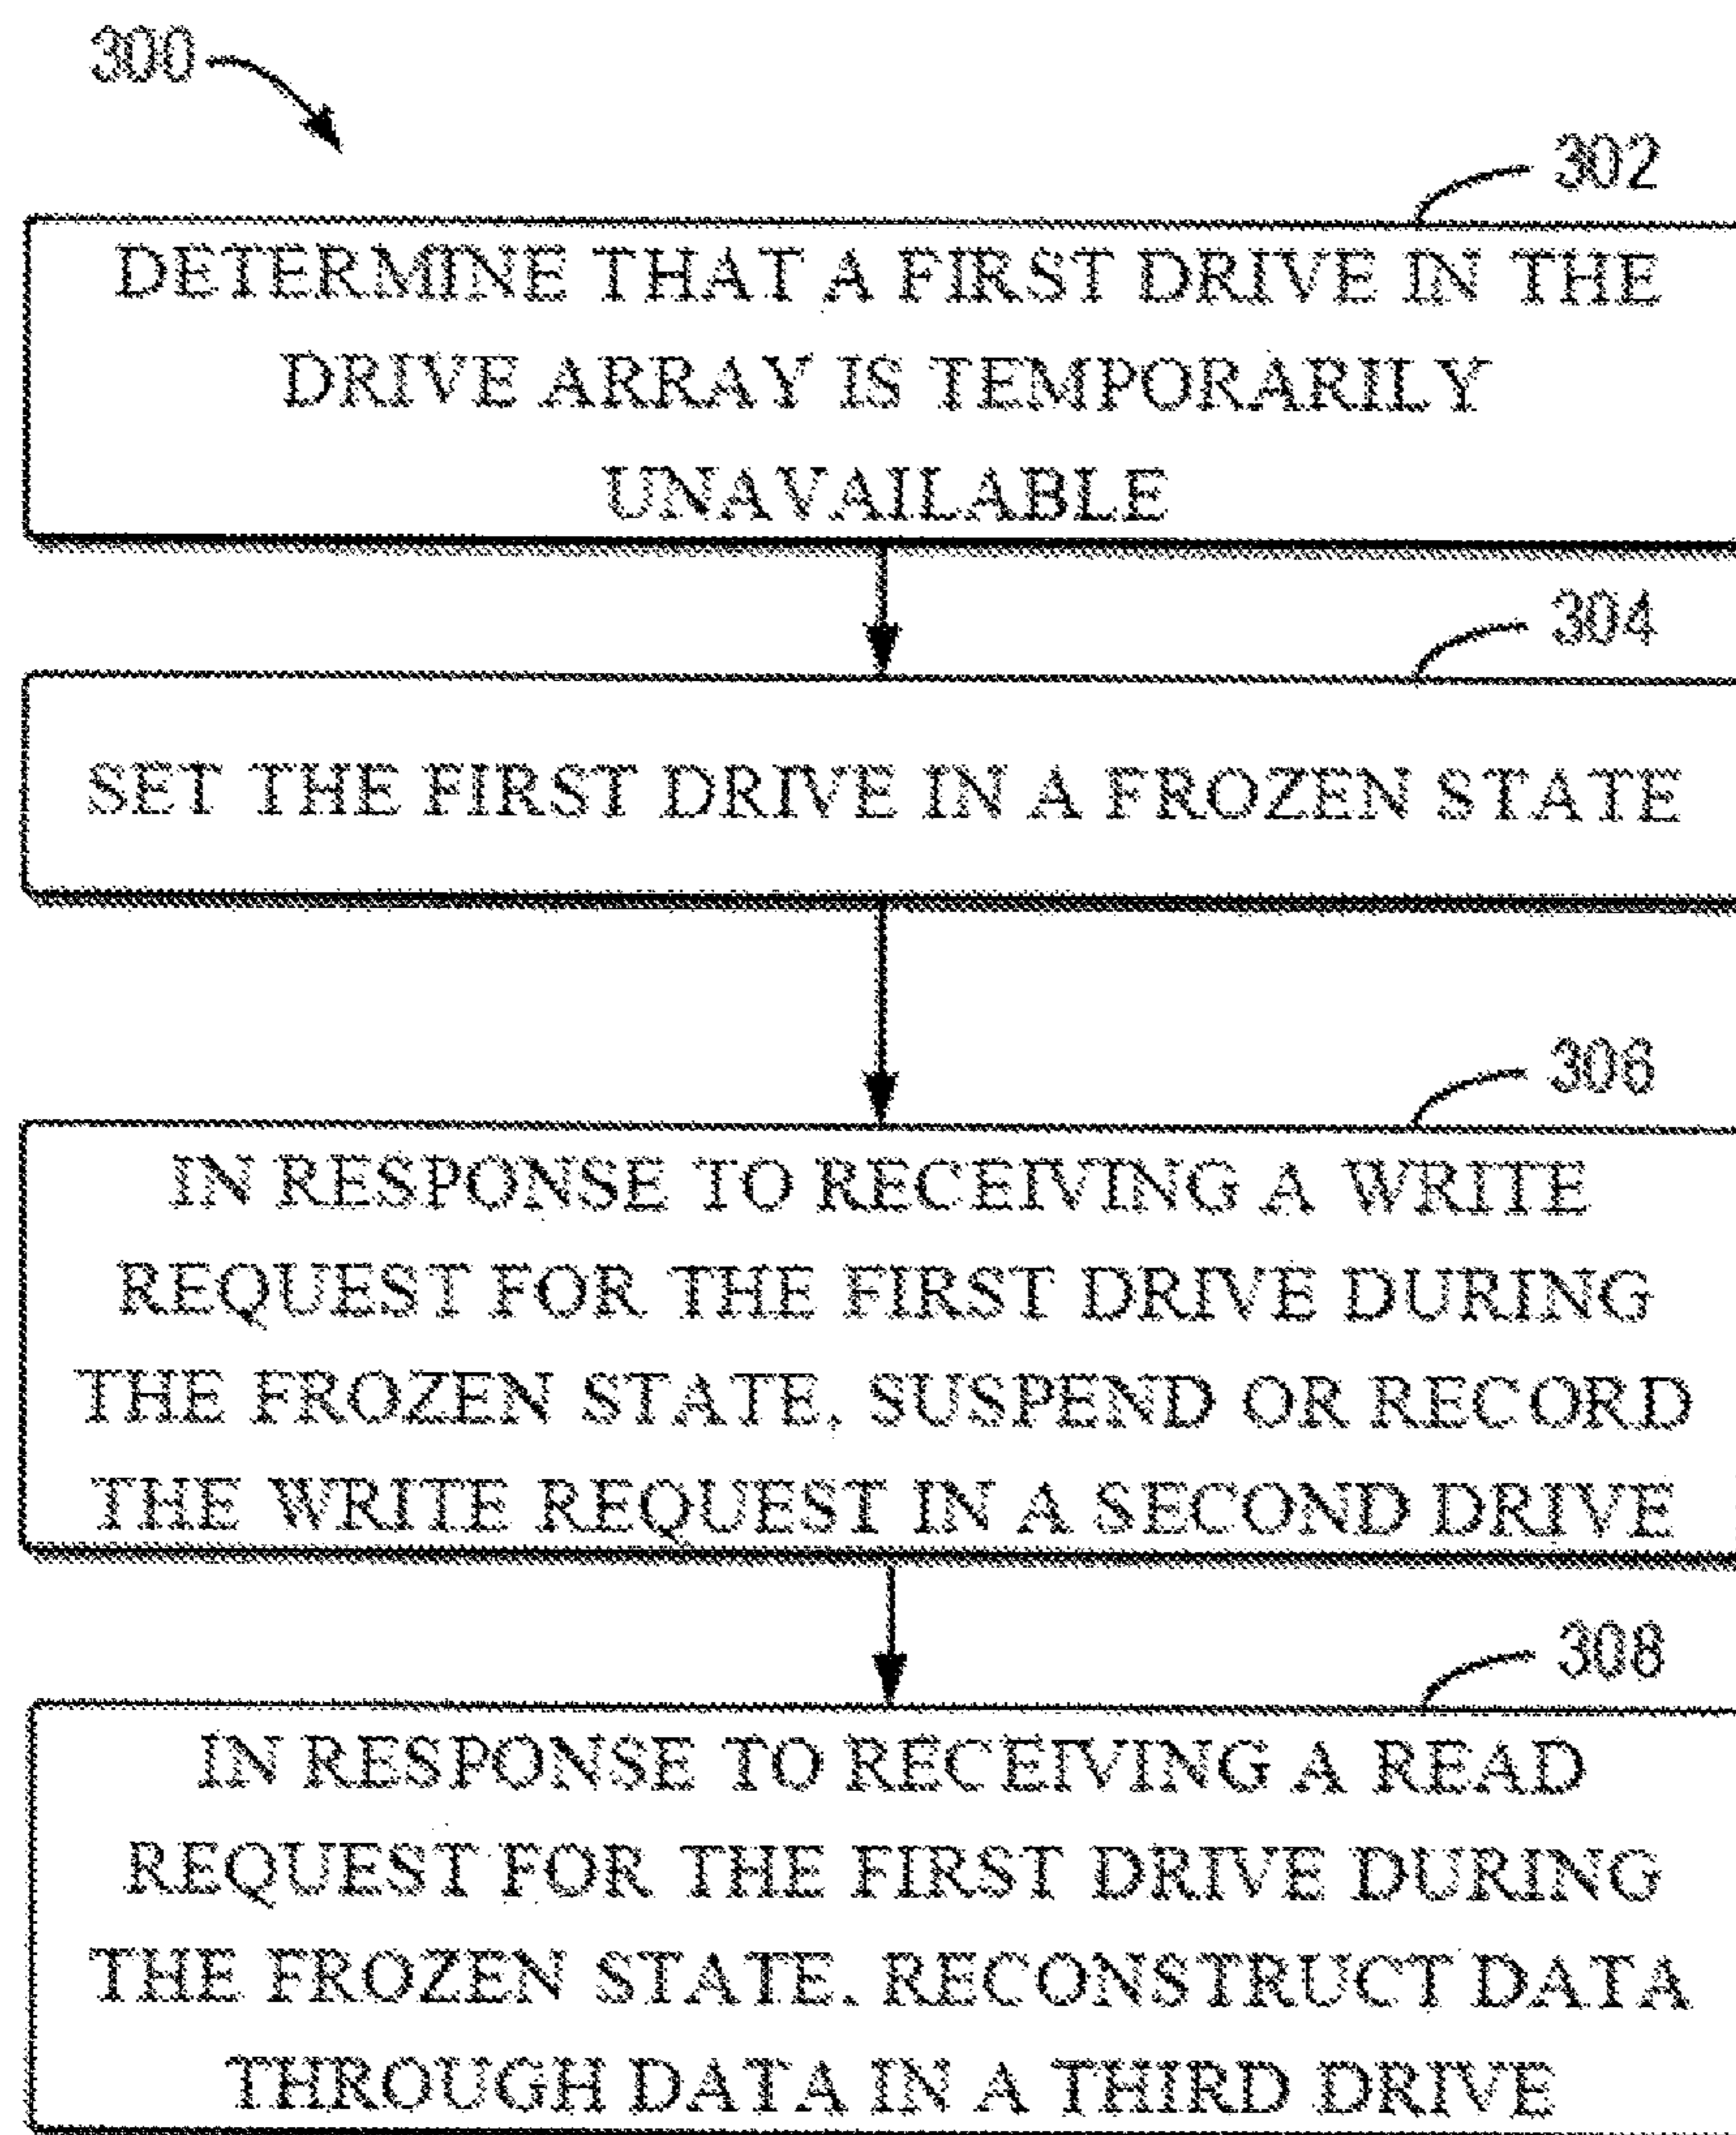 300
302
DETERMINE THAT A FIRST DRIVE IN THE
DRIVE ARRAY IS TEMPORARILY
UNAVAILABLE
304
SET THE FIRST DRIVE IN A FROZEN STATE
306
IN RESPONSE TO RECEIVING A WRITE
REQUEST FOR THE FIRST DRIVE DURING
THE FROZEN STATE, SUSPEND OR RECORD
THE WRITE REQUEST IN A SECOND DRIVE
308
IN RESPONSE TO RECEIVING A READ
REQUEST FOR THE FIRST DRIVE DURING
THE FROZEN STATE, RECONSTRUCT DATA
THROUGH DATA IN A THIRD DRIVE